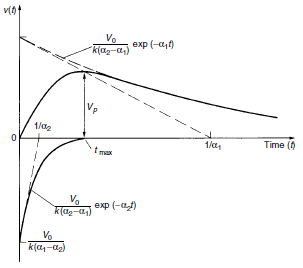 v(t)
V₀/k(α₂−α₁) exp (−α₁t)
Vₚ
0
1/α₂
t max
1/α₁
Time (t)
V₀/k(α₂−α₁) exp (−α₂t)
V₀/k(α₁−α₂)